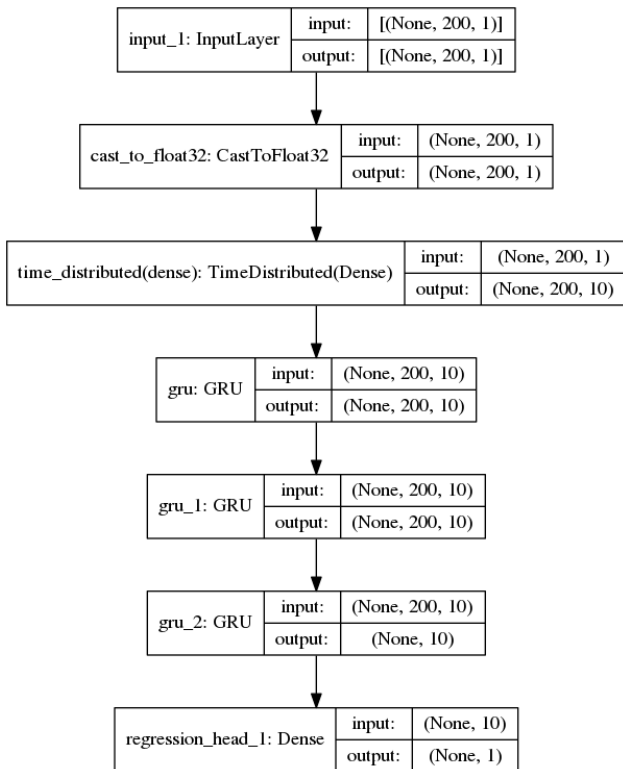 input_1: InputLayer
input: [(None, 200, 1)]
output: [(None, 200, 1)]
cast_to_float32: CastToFloat32
input: (None, 200, 1)
output: (None, 200, 1)
time_distributed(dense): TimeDistributed(Dense)
input: (None, 200, 1)
output: (None, 200, 10)
gru: GRU
input: (None, 200, 10)
output: (None, 200, 10)
gru_1: GRU
input: (None, 200, 10)
output: (None, 200, 10)
gru_2: GRU
input: (None, 200, 10)
output: (None, 10)
regression_head_1: Dense
input: (None, 10)
output: (None, 1)